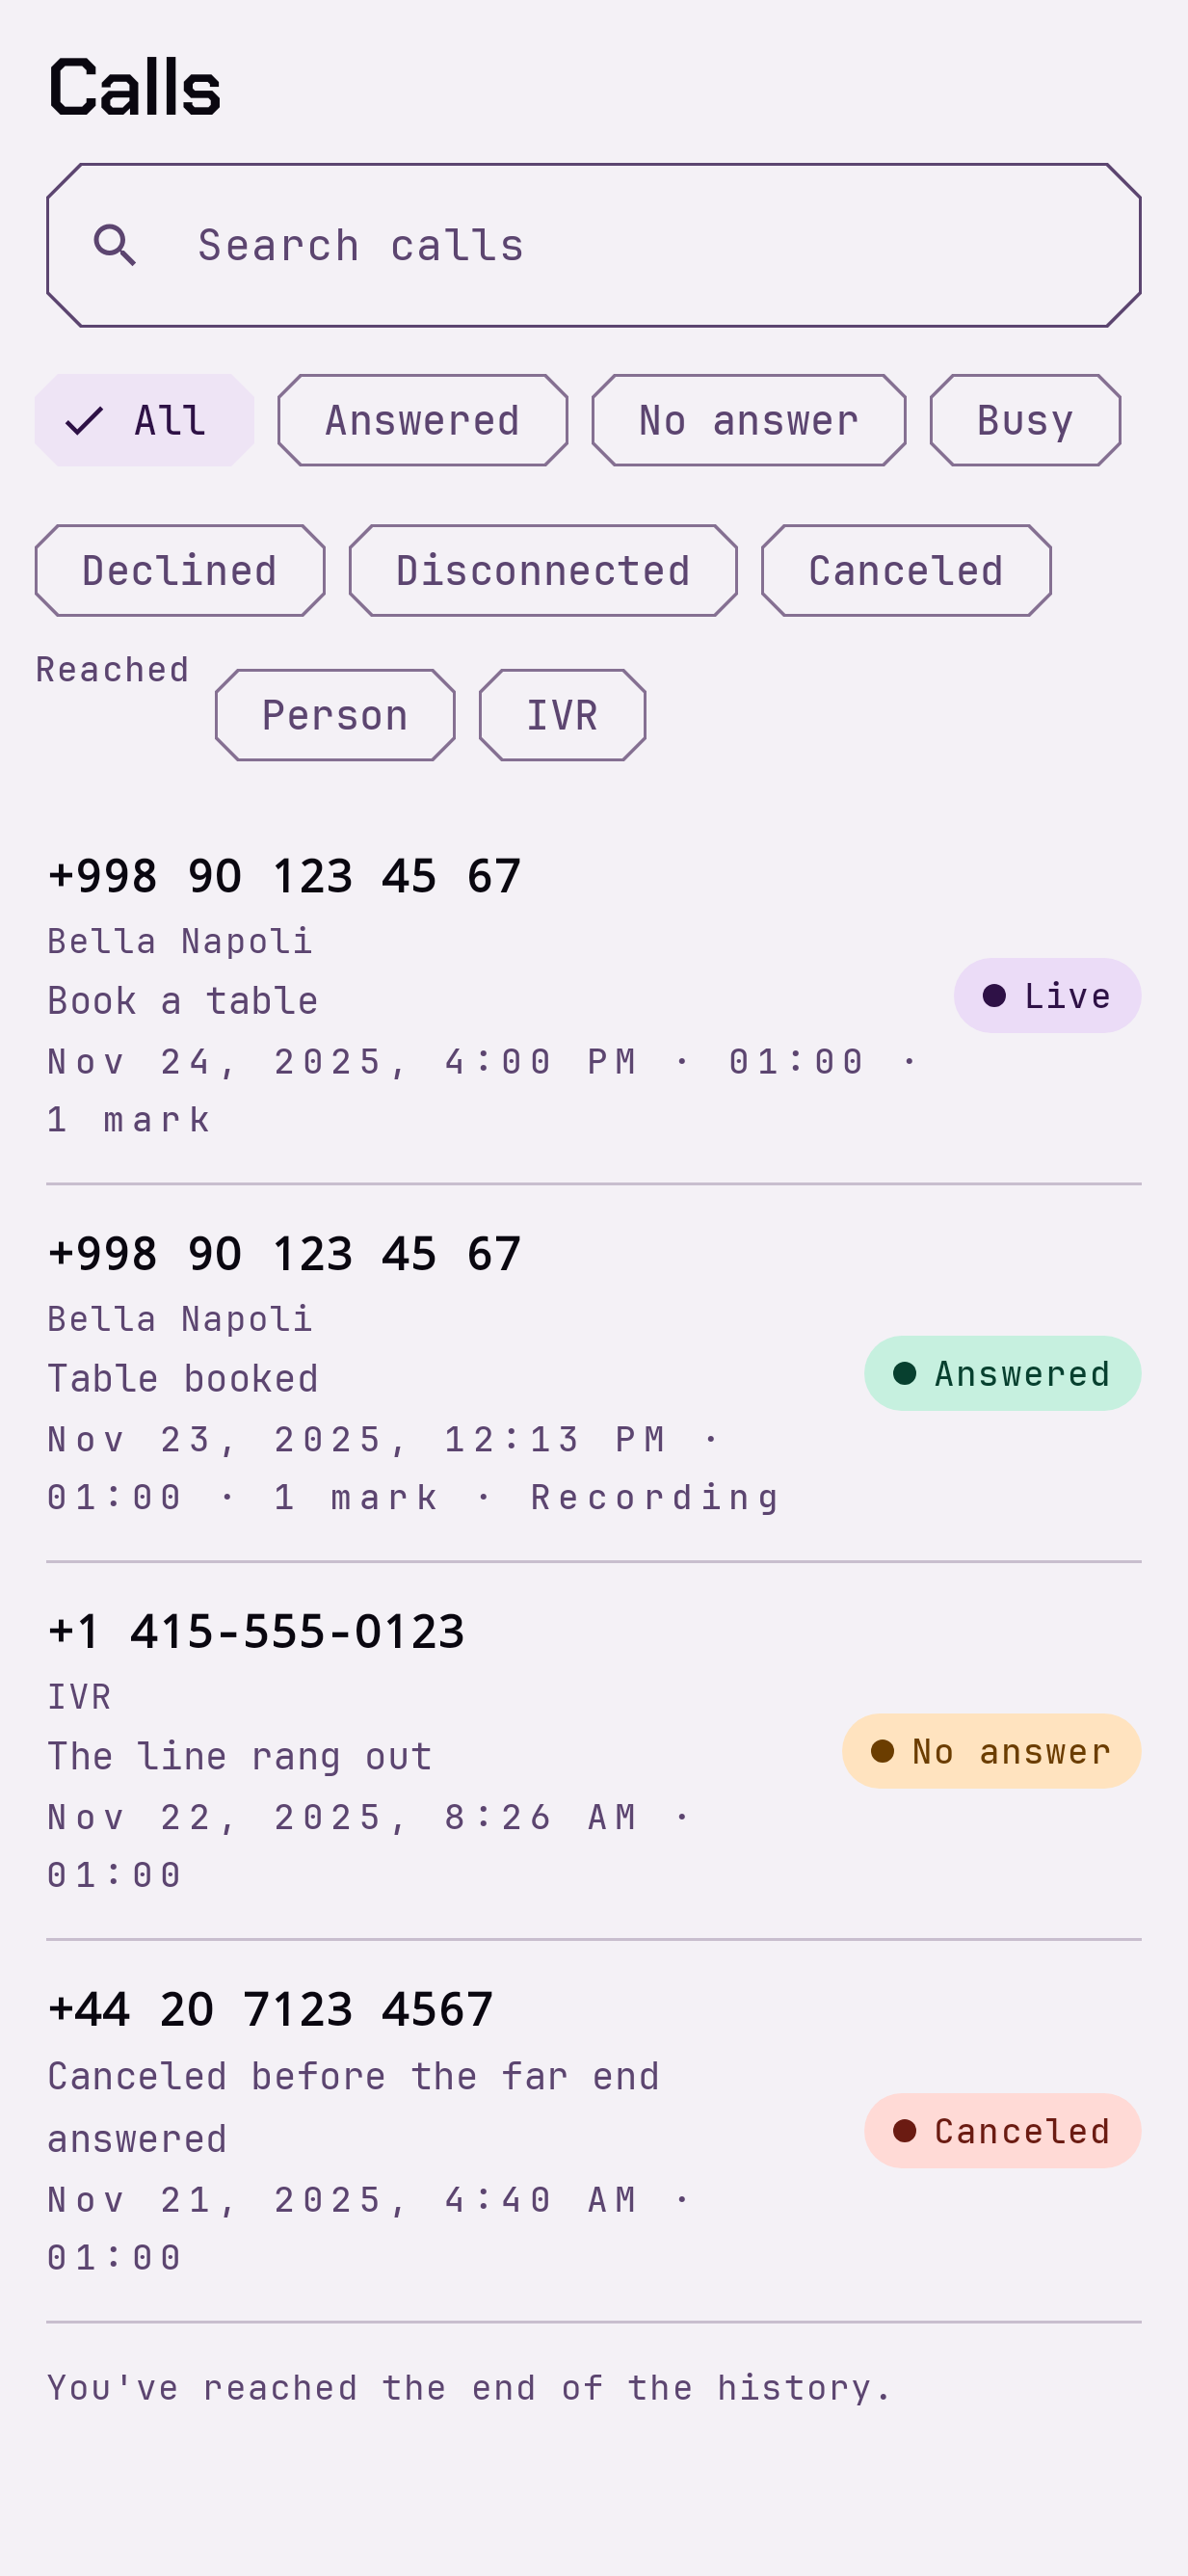 Calls
Search calls
All Answered No answer Busy
Declined Disconnected Canceled
Reached Person IVR
+998 90 123 45 67
Bella Napoli
Book a table
Live
Nov 24, 2025, 4:00 PM · 01:00 ·
1 mark
+998 90 123 45 67
Bella Napoli
Table booked
Answered
Nov 23, 2025, 12:13 PM ·
01:00 · 1 mark · Recording
+1 415-555-0123
IVR
The line rang out
No answer
Nov 22, 2025, 8:26 AM ·
01:00
+44 20 7123 4567
Canceled before the far end
answered
Canceled
Nov 21, 2025, 4:40 AM ·
01:00
You've reached the end of the history.